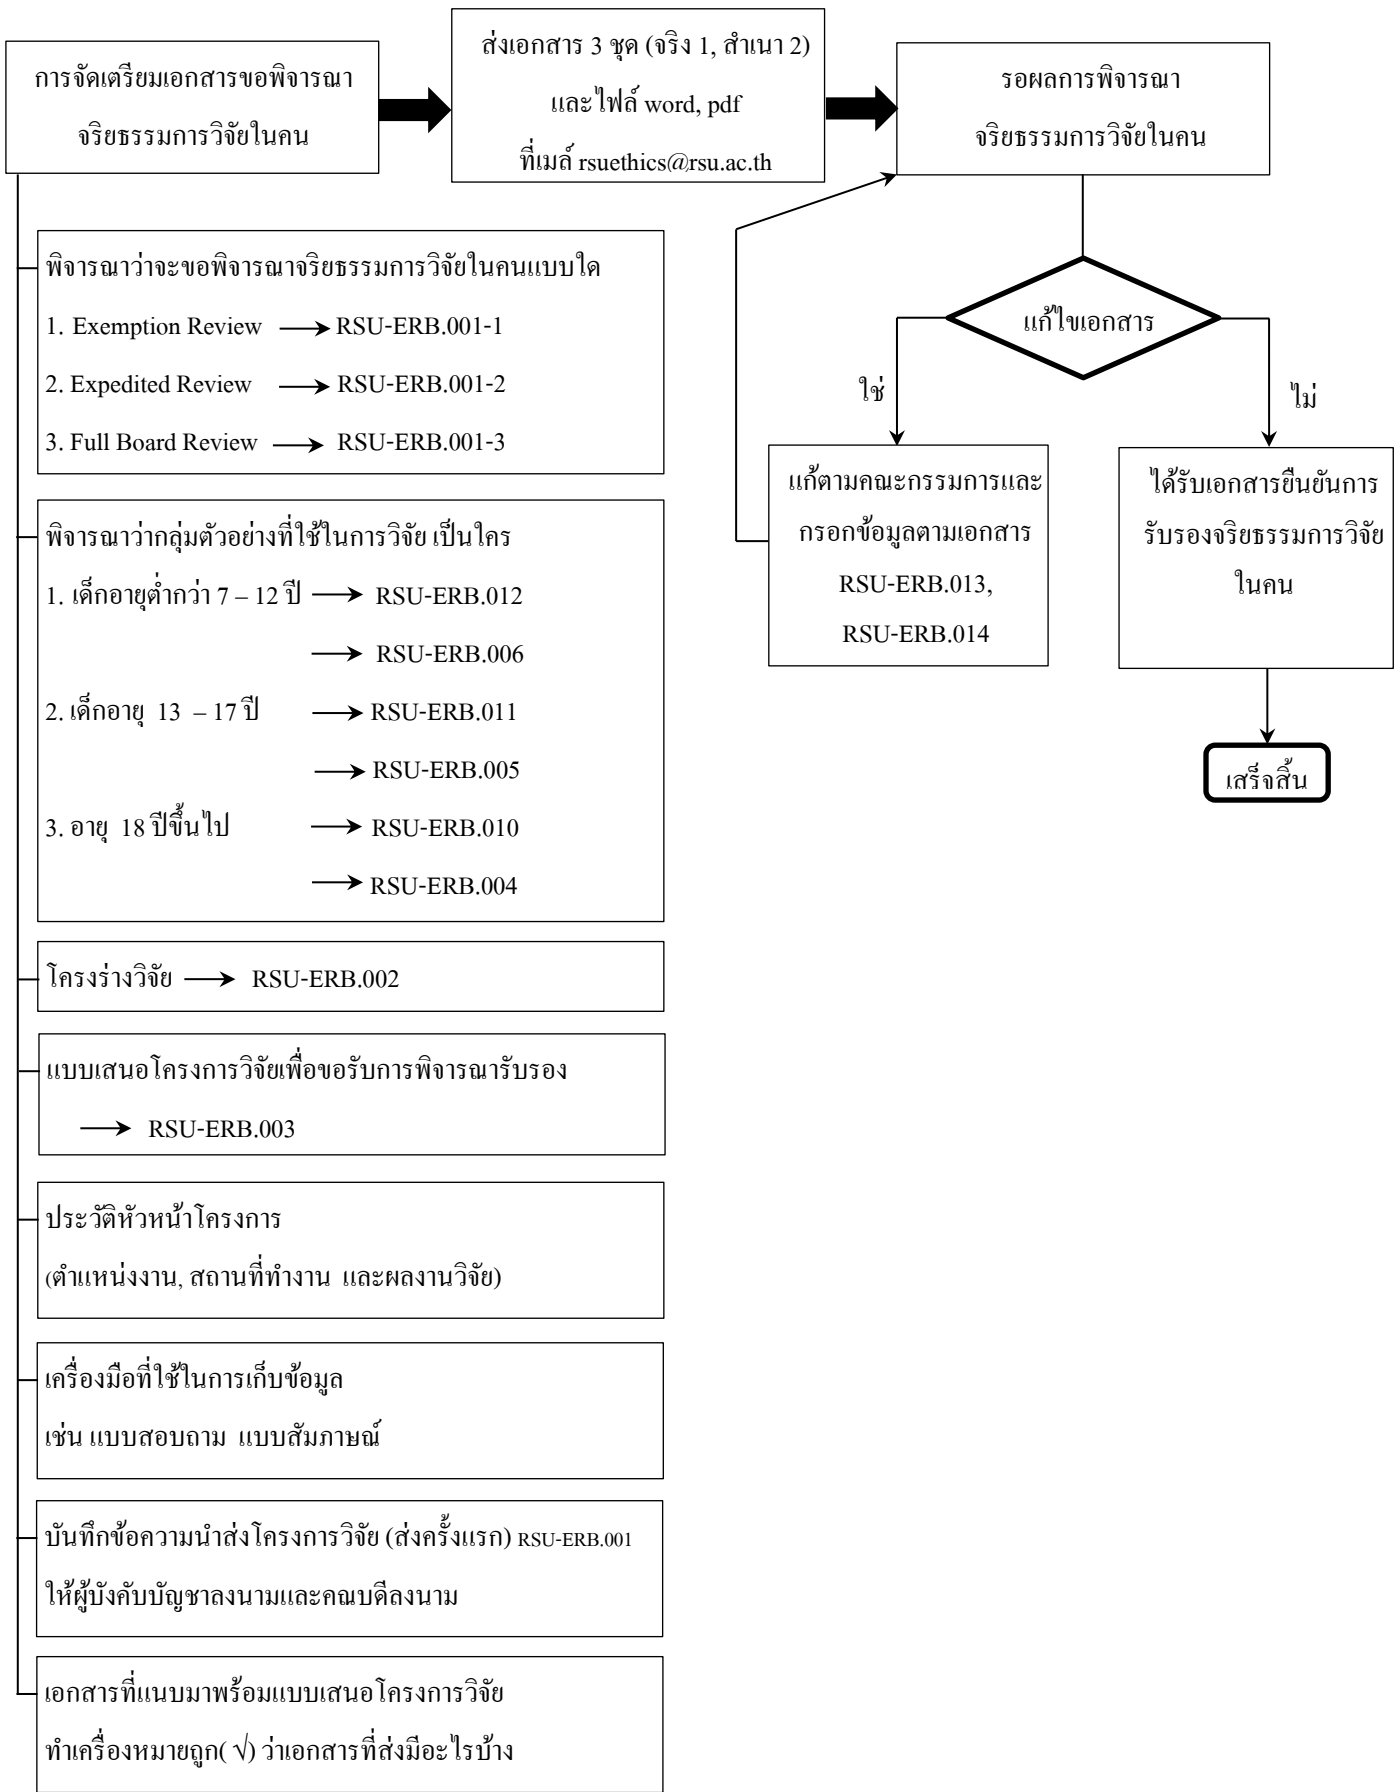 การจัดเตรียมเอกสารขอพิจารณา
จริยธรรมการวิจัยในคน
ส่งเอกสาร 3 ชุด (จริง 1, สำเนา 2)
และไฟล์ word, pdf
ที่เมล์ rsuethics@rsu.ac.th
รอผลการพิจารณา
จริยธรรมการวิจัยในคน
พิจารณาว่าจะขอพิจารณาจริยธรรมการวิจัยในคนแบบใด
1. Exemption Review → RSU-ERB.001-1
2. Expedited Review → RSU-ERB.001-2
3. Full Board Review → RSU-ERB.001-3
พิจารณาว่ากลุ่มตัวอย่างที่ใช้ในการวิจัย เป็นใคร
1. เด็กอายุต่ำกว่า 7 – 12 ปี → RSU-ERB.012
→ RSU-ERB.006
2. เด็กอายุ 13 – 17 ปี → RSU-ERB.011
→ RSU-ERB.005
3. อายุ 18 ปีขึ้นไป → RSU-ERB.010
→ RSU-ERB.004
โครงร่างวิจัย → RSU-ERB.002
แบบเสนอโครงการวิจัยเพื่อขอรับการพิจารณารับรอง
→ RSU-ERB.003
ประวัติหัวหน้าโครงการ
(ตำแหน่งงาน, สถานที่ทำงาน และผลงานวิจัย)
เครื่องมือที่ใช้ในการเก็บข้อมูล
เช่น แบบสอบถาม แบบสัมภาษณ์
บันทึกข้อความนำส่งโครงการวิจัย (ส่งครั้งแรก) RSU-ERB.001
ให้ผู้บังคับบัญชาลงนามและคณบดีลงนาม
เอกสารที่แนบมาพร้อมแบบเสนอโครงการวิจัย
ทำเครื่องหมายถูก( √) ว่าเอกสารที่ส่งมีอะไรบ้าง
แก้ไขเอกสาร
ใช่
ไม่
แก้ตามคณะกรรมการและ
กรอกข้อมูลตามเอกสาร
RSU-ERB.013,
RSU-ERB.014
ได้รับเอกสารยืนยันการ
รับรองจริยธรรมการวิจัย
ในคน
เสร็จสิ้น